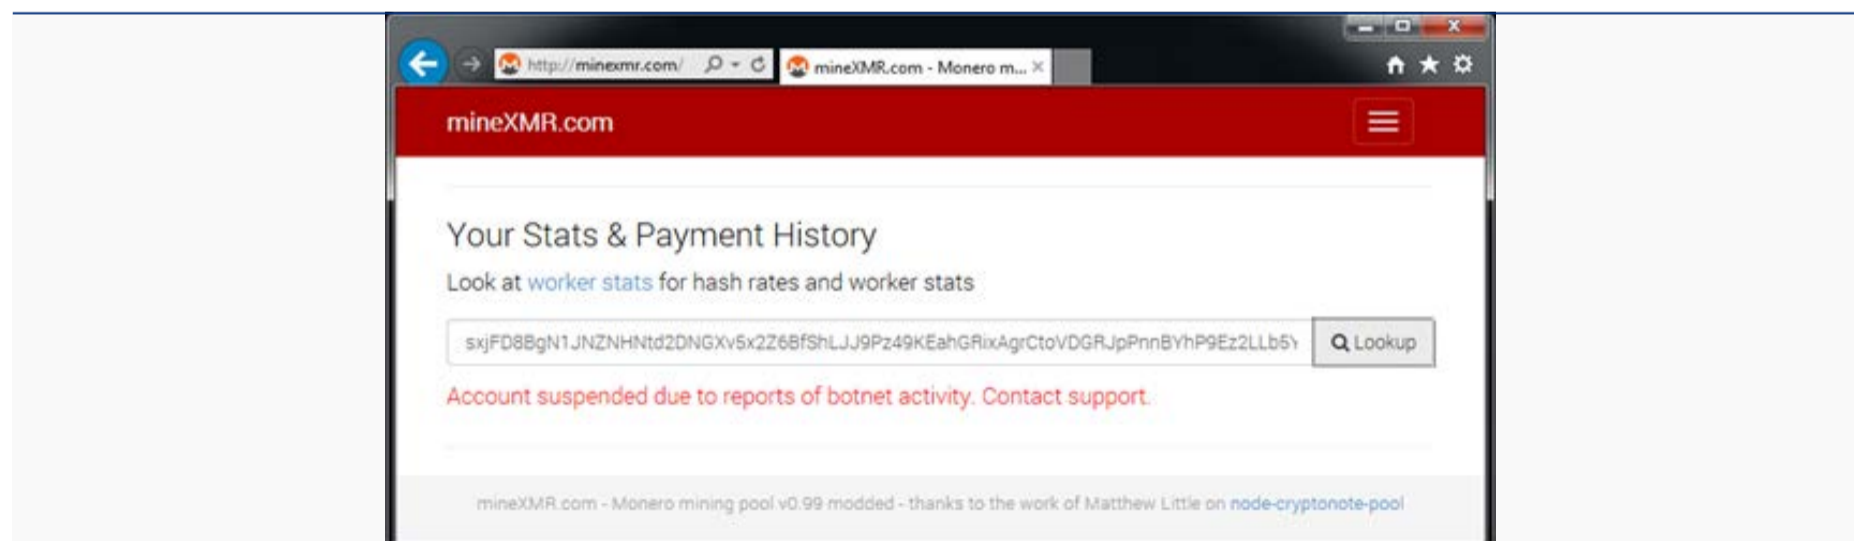 http://minexmr.com/
mineXMR.com - Monero m...
mineXMR.com
Your Stats & Payment History
Look at worker stats for hash rates and worker stats
sxjFD8BgN1JNZNHNtd2DNGXv5x2Z6BfShLJJ9Pz49KEahGRixAgrCtoVDGRJpPnnBYhP9Ez2LLb5Y
Lookup
Account suspended due to reports of botnet activity. Contact support.
mineXMR.com - Monero mining pool v0.99 modded - thanks to the work of Matthew Little on node-cryptonote-pool